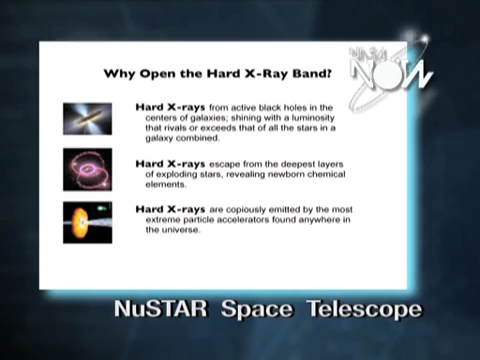 NASA
NOW
Why Open the Hard X-Ray Band?
Hard X-rays from active black holes in the
centers of galaxies; shining with a luminosity
that rivals or exceeds that of all the stars in a
galaxy combined.
Hard X-rays escape from the deepest layers
of exploding stars, revealing newborn chemical
elements.
Hard X-rays are copiously emitted by the most
extreme particle accelerators found anywhere in
the universe.
NuSTAR Space Telescope